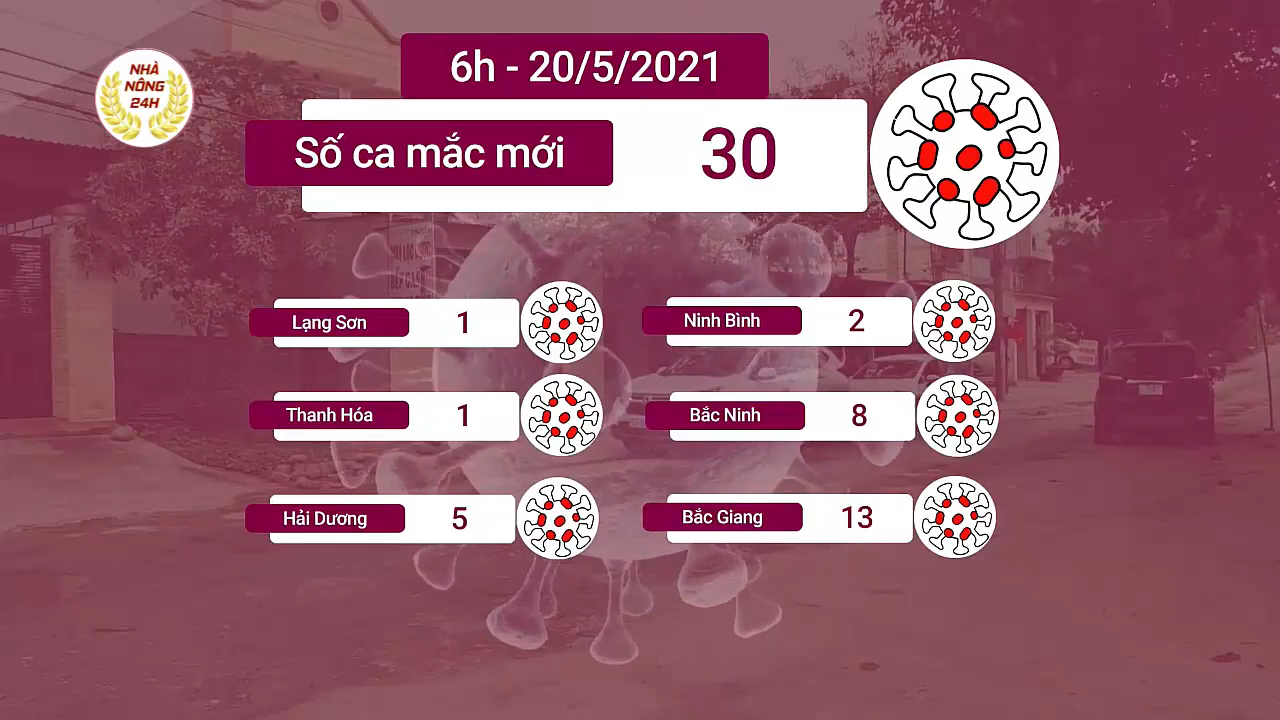 NHÀ
NÔNG
24H
6h - 20/5/2021
Số ca mắc mới
30
Lạng Sơn
1
Ninh Bình
2
Thanh Hóa
1
Bắc Ninh
8
Hải Dương
5
Bắc Giang
13